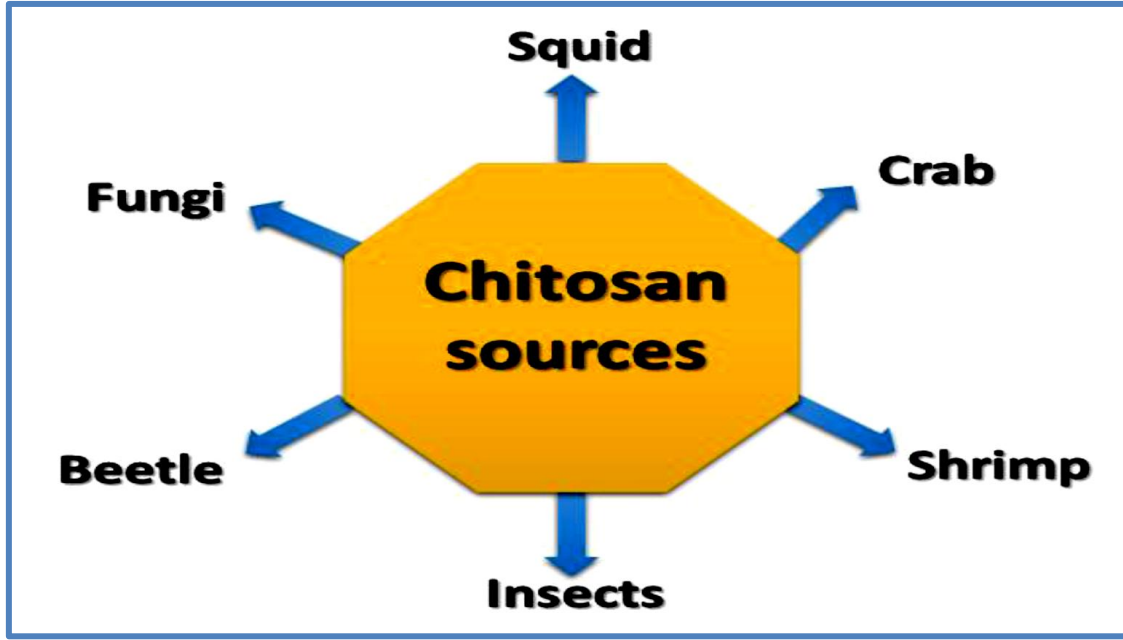 Squid
Crab
Fungi
Chitosan
sources
Beetle
Shrimp
Insects